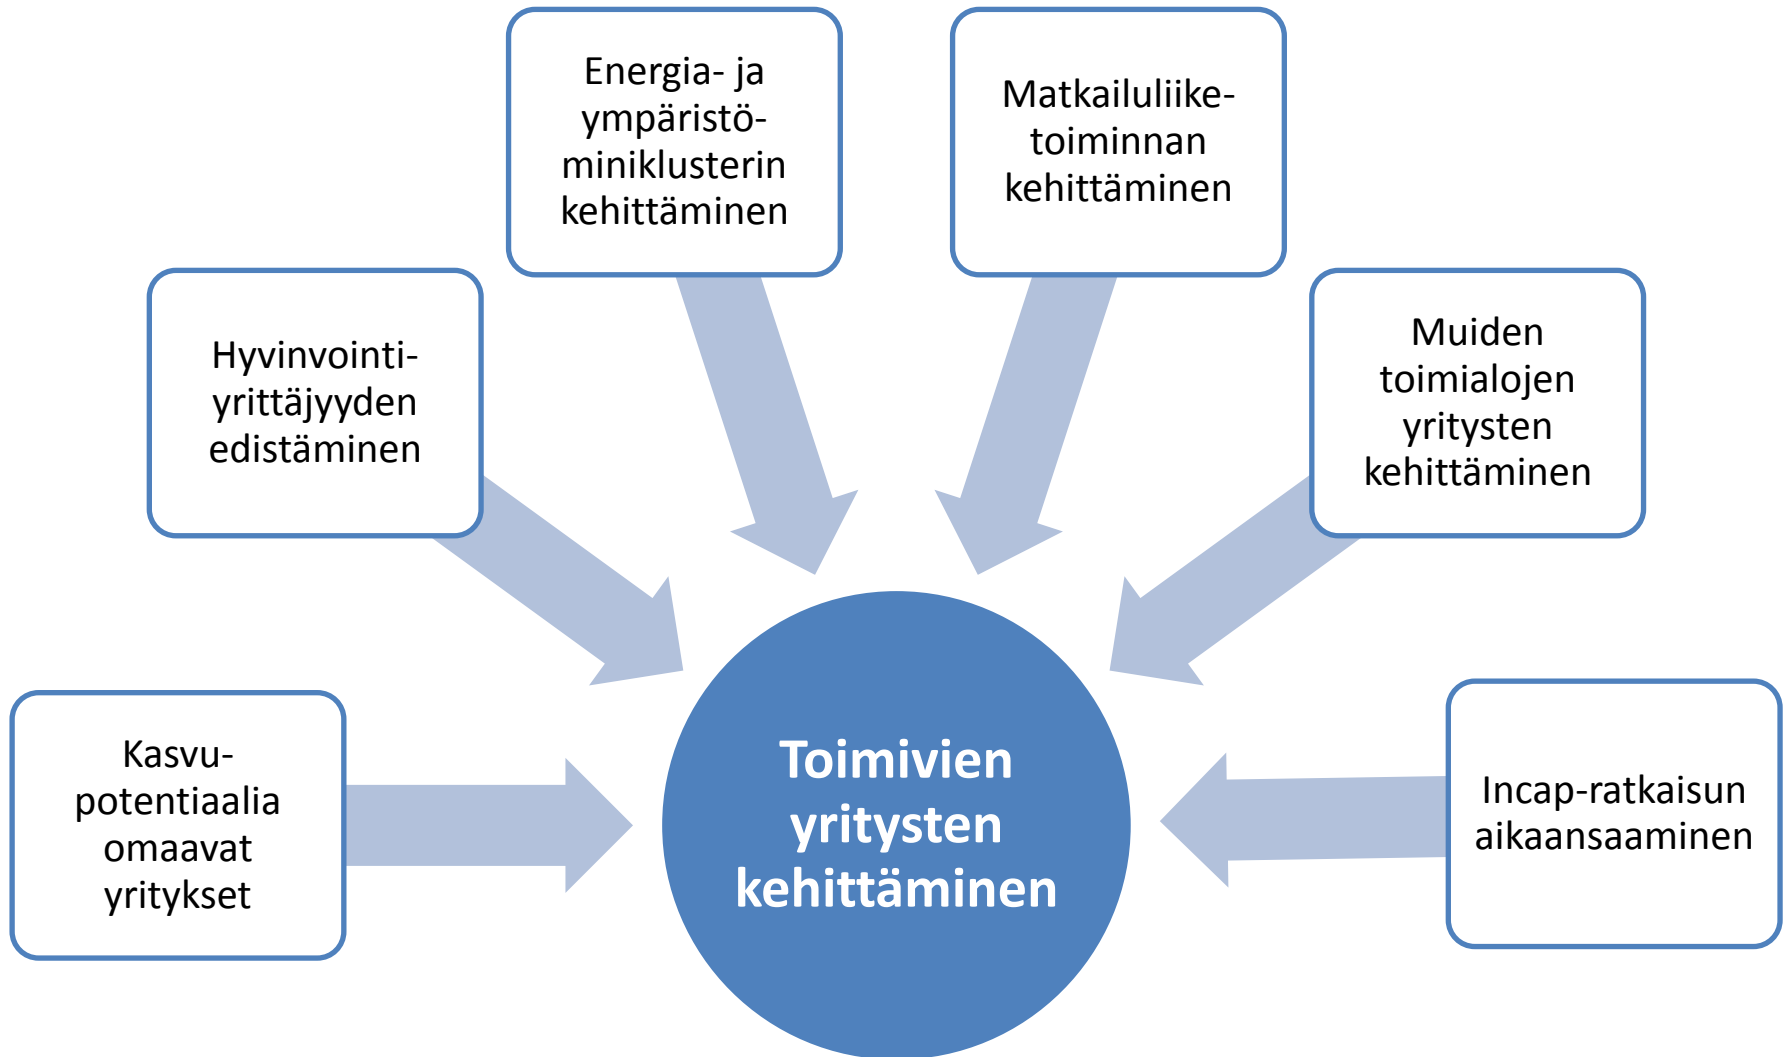 Energia- ja
ympäristö-
miniklusterin
kehittäminen
Matkailuliike-
toiminnan
kehittäminen
Hyvinvointi-
yrittäjyyden
edistäminen
Muiden
toimialojen
yritysten
kehittäminen
Kasvu-
potentiaalia
omaavat
yritykset
Toimivien
yritysten
kehittäminen
Incap-ratkaisun
aikaansaaminen